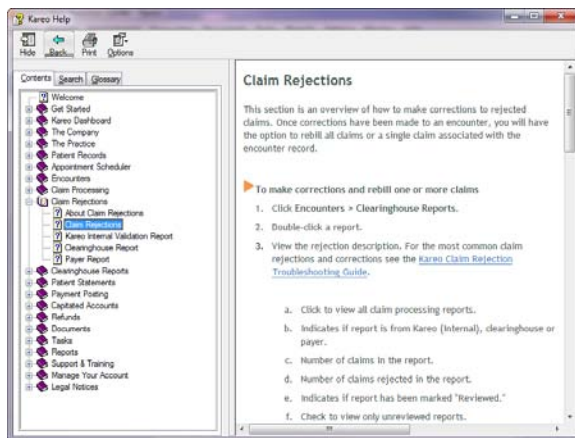 Kareo Help
Hide Back Print Options
Contents Search Glossary
Welcome
Get Started
Kareo Dashboard
The Company
The Practice
Patient Records
Appointment Scheduler
Encounters
Claim Processing
Claim Rejections
About Claim Rejections
Claim Rejections
Kareo Internal Validation Report
Clearinghouse Report
Payer Report
Clearinghouse Reports
Patient Statements
Payment Posting
Capitated Accounts
Refunds
Documents
Tasks
Reports
Support & Training
Manage Your Account
Legal Notices
Claim Rejections
This section is an overview of how to make corrections to rejected
claims. Once corrections have been made to an encounter, you will have
the option to rebill all claims or a single claim associated with the
encounter record.
To make corrections and rebill one or more claims
1. Click Encounters > Clearinghouse Reports.
2. Double-click a report.
3. View the rejection description. For the most common claim
rejections and corrections see the Kareo Claim Rejection
Troubleshooting Guide.
a. Click to view all claim processing reports.
b. Indicates if report is from Kareo (Internal), clearinghouse or
payer.
c. Number of claims in the report.
d. Number of claims rejected in the report.
e. Indicates if report has been marked "Reviewed."
f. Check to view only unreviewed reports.